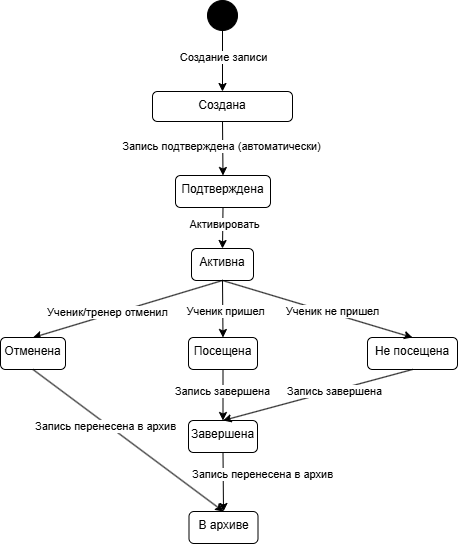 Создание записи
Создана
Запись подтверждена (автоматически)
Подтверждена
Активировать
Активна
Ученик/тренер отменил
Ученик пришел
Ученик не пришел
Отменена
Посещена
Не посещена
Запись завершена
Запись завершена
Запись перенесена в архив
Завершена
Запись перенесена в архив
В архиве